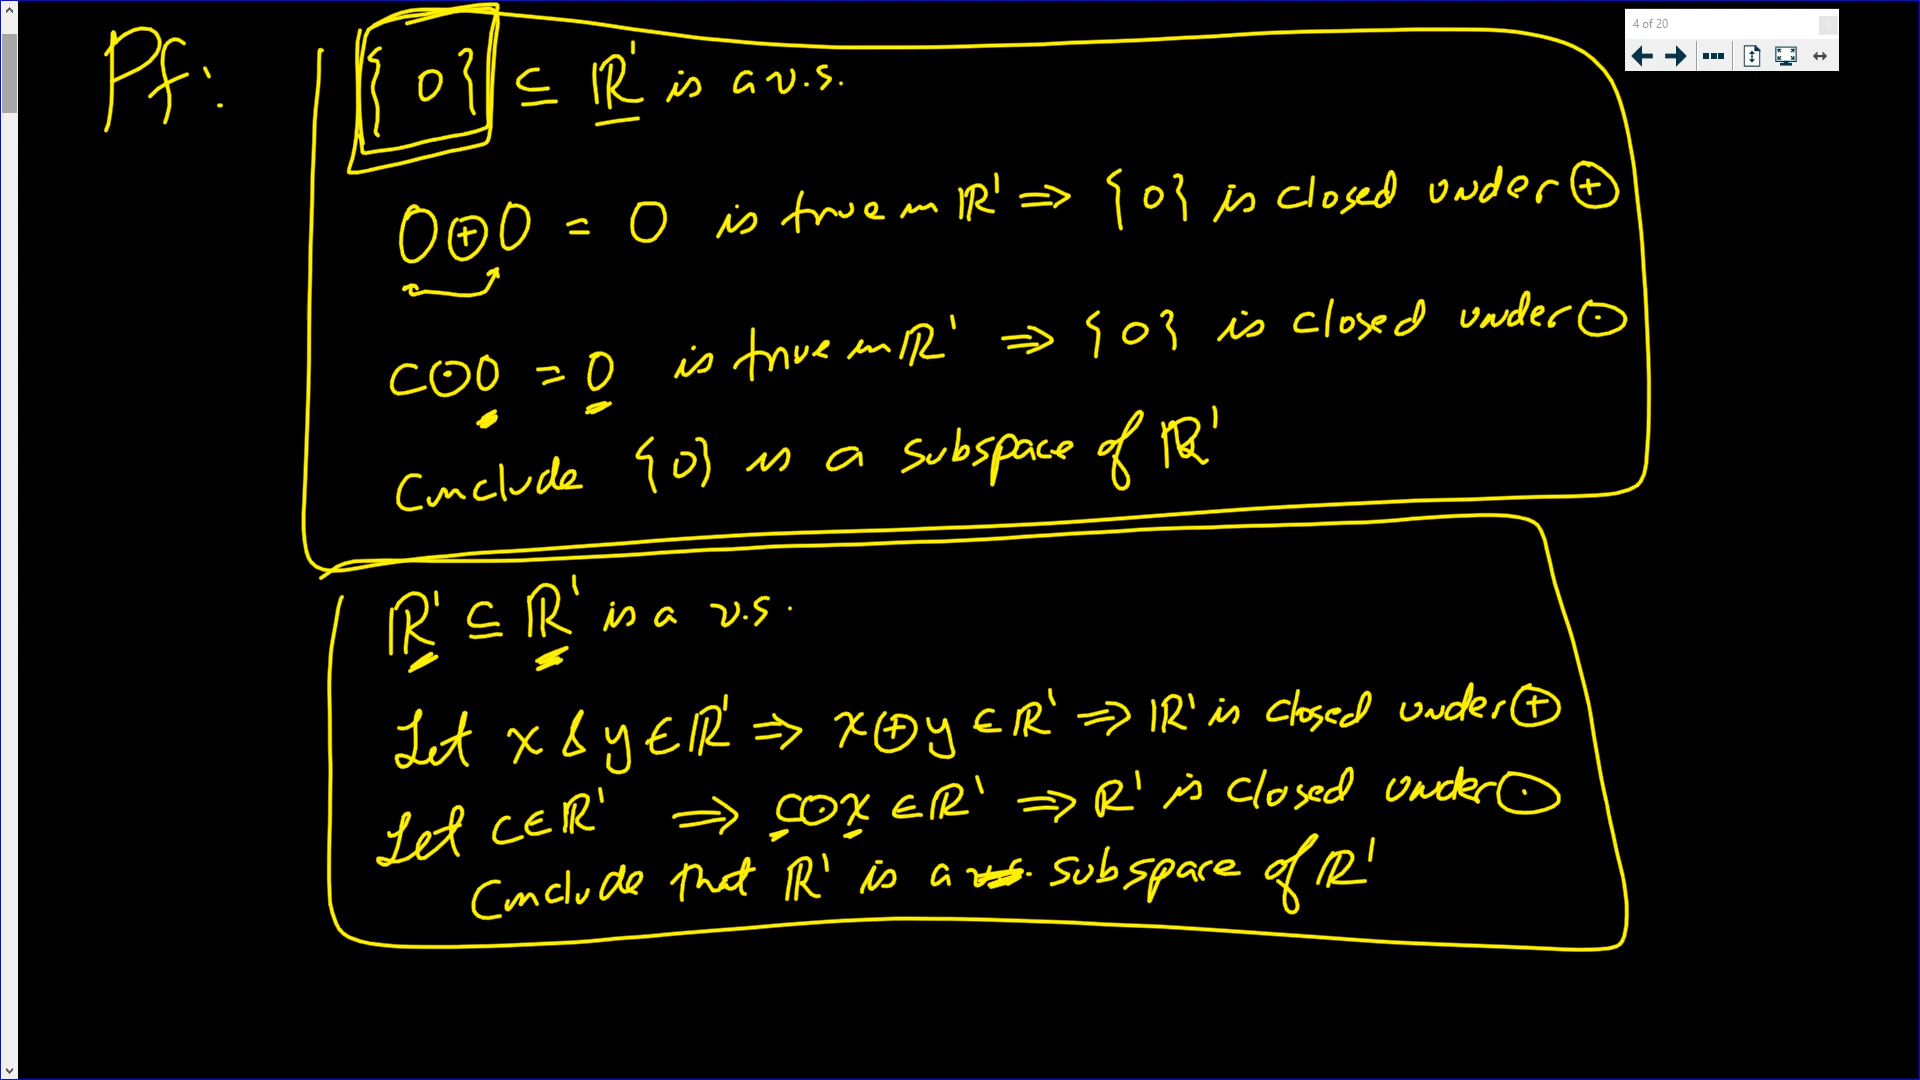 4 of 20
Pf:
{0} ⊆ ℝ¹ is a v.s.
0⊕0 = 0 is true in ℝ¹ ⇒ {0} is closed under ⊕
c⊙0 = 0 is true in ℝ¹ ⇒ {0} is closed under ⊙
Conclude {0} is a subspace of ℝ¹
ℝ¹ ⊆ ℝ¹ is a v.s.
Let x & y ∈ ℝ¹ ⇒ x⊕y ∈ ℝ¹ ⇒ ℝ¹ is closed under ⊕
Let c ∈ ℝ¹ ⇒ c⊙x ∈ ℝ¹ ⇒ ℝ¹ is closed under ⊙
Conclude that ℝ¹ is a subspace of ℝ¹